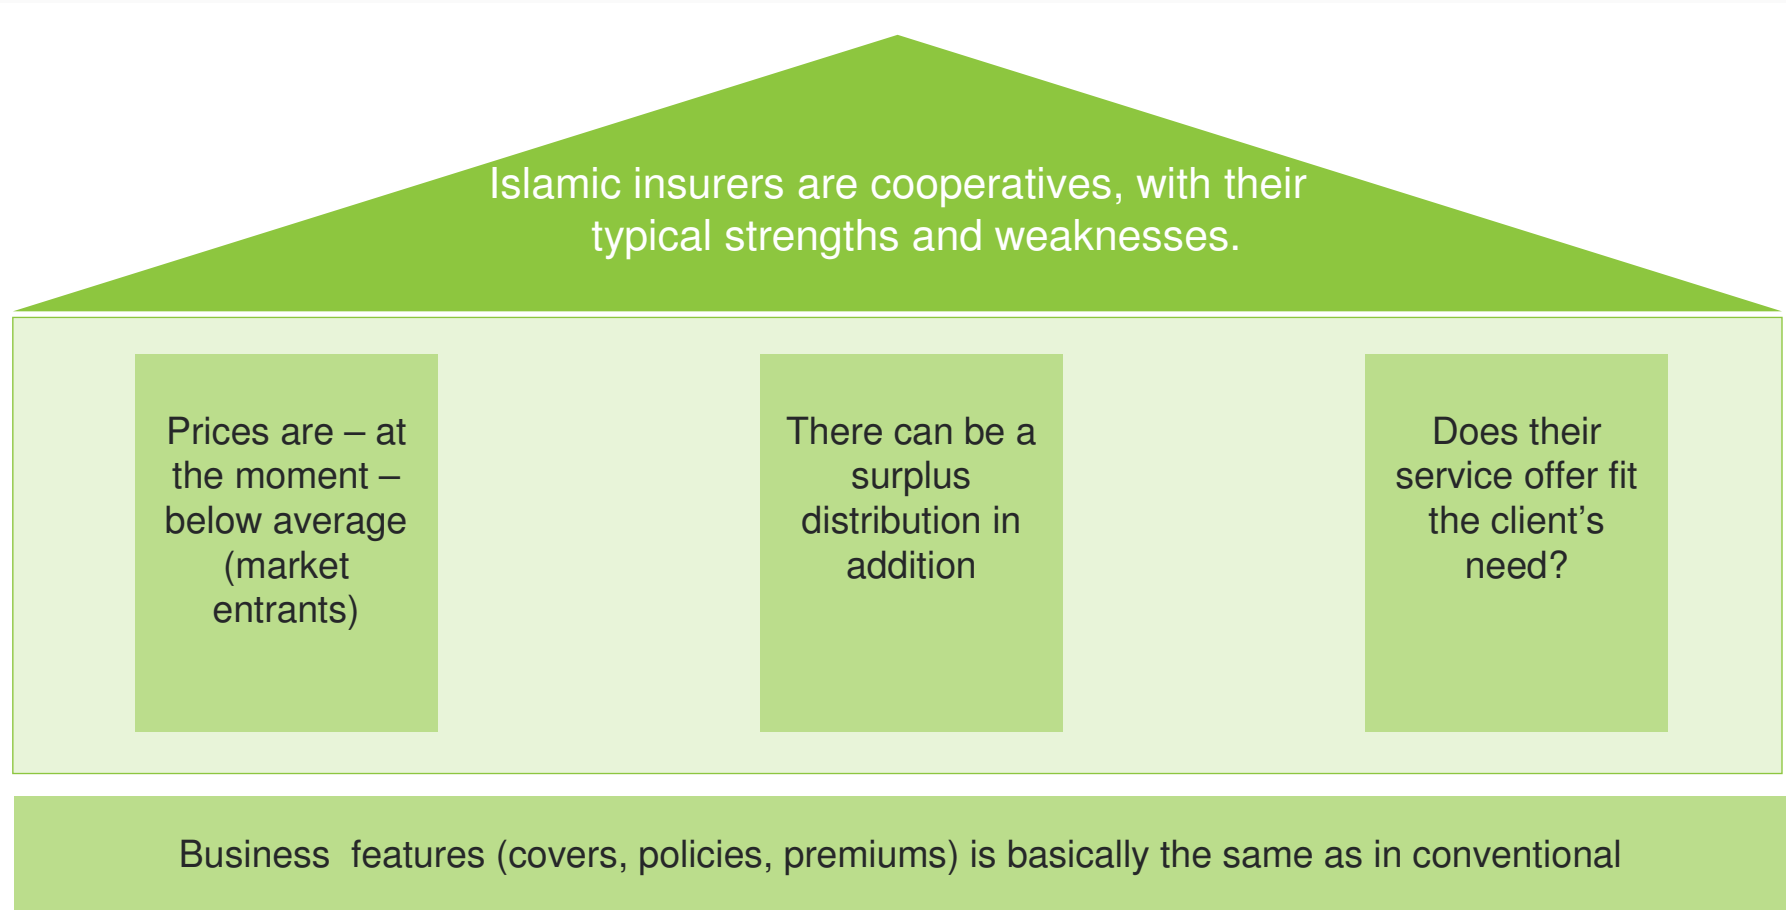 Islamic insurers are cooperatives, with their
typical strengths and weaknesses.
Prices are – at
the moment –
below average
(market
entrants)
There can be a
surplus
distribution in
addition
Does their
service offer fit
the client’s
need?
Business  features (covers, policies, premiums) is basically the same as in conventional